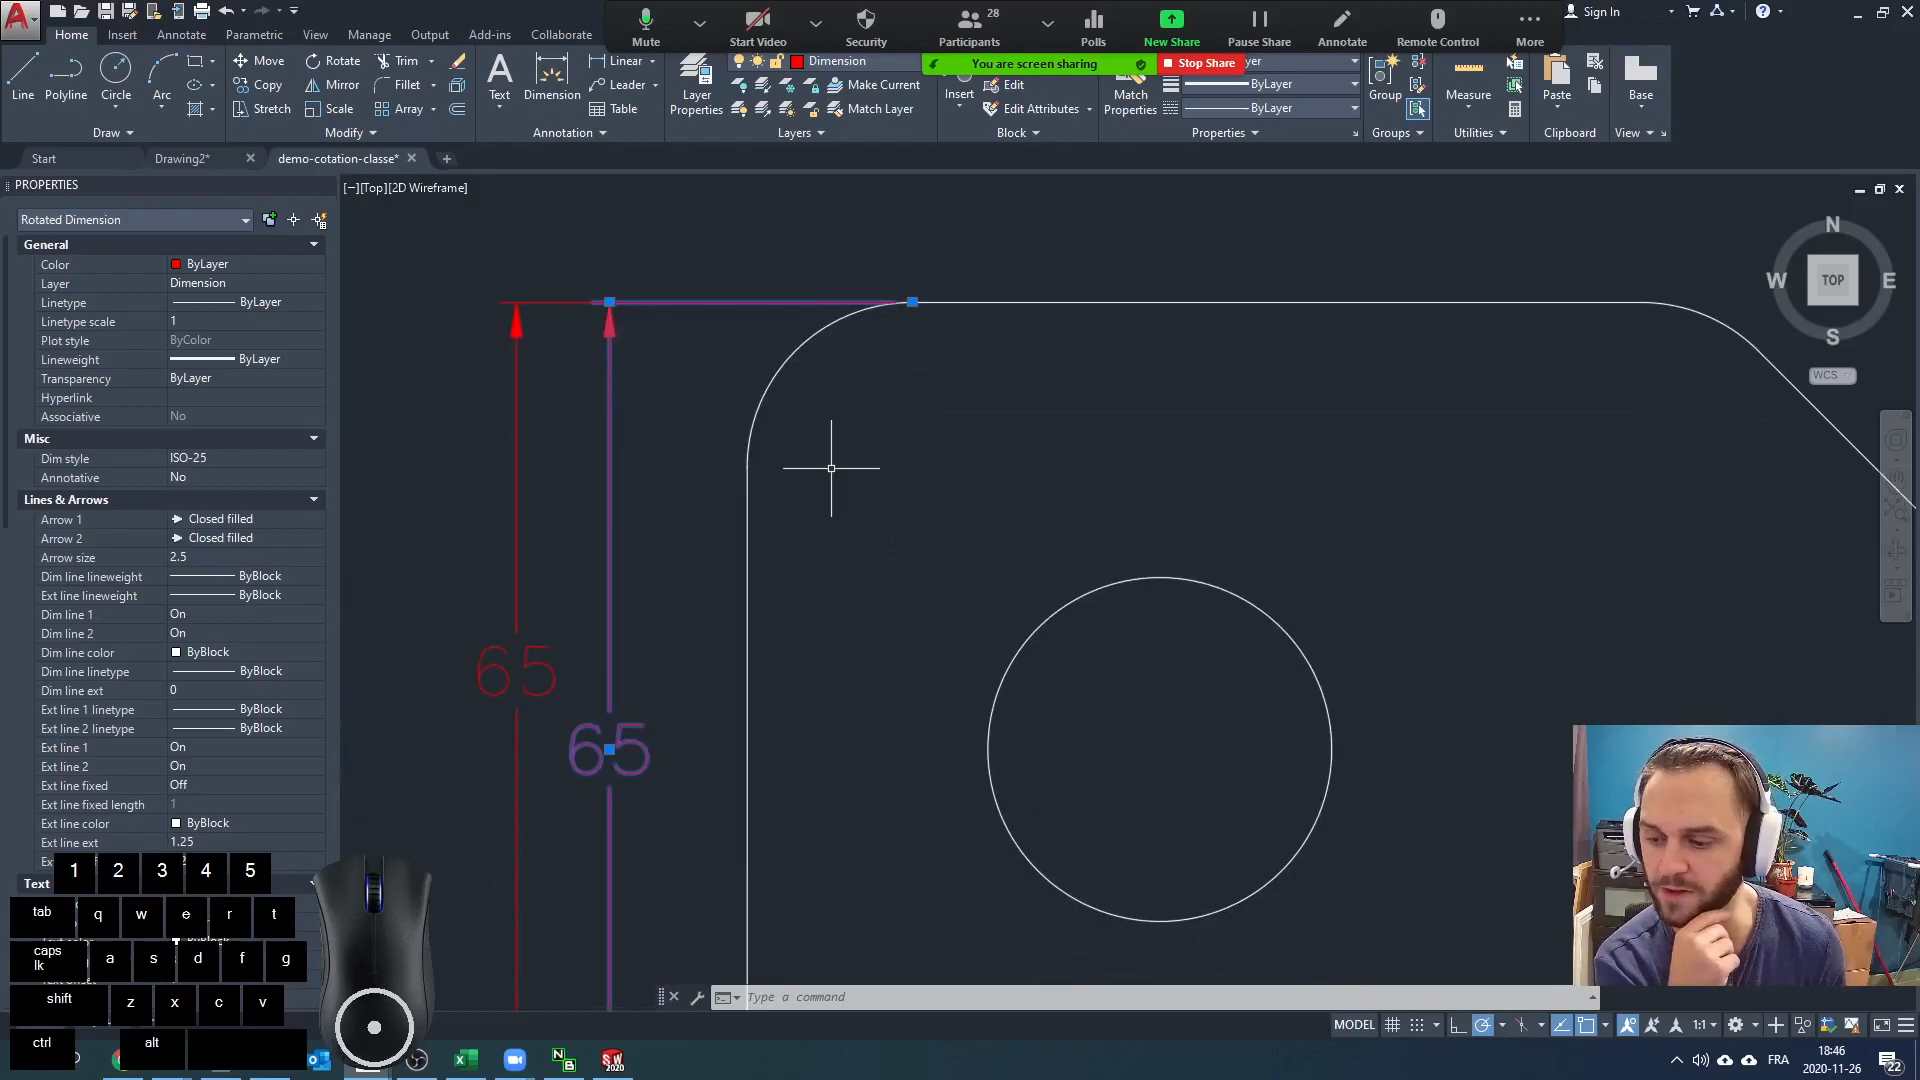 Mute
Start Video
Security
Participants
28
Polls
New Share
Pause Share
Annotate
Remote Control
More
Sign In
You are screen sharing
Stop Share
Home
Insert
Annotate
Parametric
View
Manage
Output
Add-ins
Collaborate
Line
Polyline
Circle
Arc
Draw
Move
Copy
Stretch
Rotate
Mirror
Scale
Trim
Fillet
Array
Modify
Text
Dimension
Linear
Leader
Table
Annotation
Layer
Properties
Dimension
Make Current
Match Layer
Layers
Insert
Edit
Edit Attributes
Block
Match
Properties
ByLayer
ByLayer
Properties
Group
Groups
Measure
Utilities
Paste
Clipboard
Base
View
Start
Drawing2*
demo-cotation-classe*
PROPERTIES
[−][Top][2D Wireframe]
Rotated Dimension
General
Color ByLayer
Layer Dimension
Linetype ByLayer
Linetype scale 1
Plot style ByColor
Lineweight ByLayer
Transparency ByLayer
Hyperlink
Associative No
Misc
Dim style ISO-25
Annotative No
Lines & Arrows
Arrow 1 Closed filled
Arrow 2 Closed filled
Arrow size 2.5
Dim line lineweight ByBlock
Ext line lineweight ByBlock
Dim line 1 On
Dim line 2 On
Dim line color ByBlock
Dim line linetype ByBlock
Dim line ext 0
Ext line 1 linetype ByBlock
Ext line 2 linetype ByBlock
Ext line 1 On
Ext line 2 On
Ext line fixed Off
Ext line fixed length 1
Ext line color ByBlock
Ext line ext 1.25
Text
65
65
N
W
TOP
E
S
WCS
1 2 3 4 5
tab q w e r t
caps lk a s d f g
shift z x c v
ctrl alt
Type a command
MODEL
1:1
FRA
18:46
2020-11-26
22